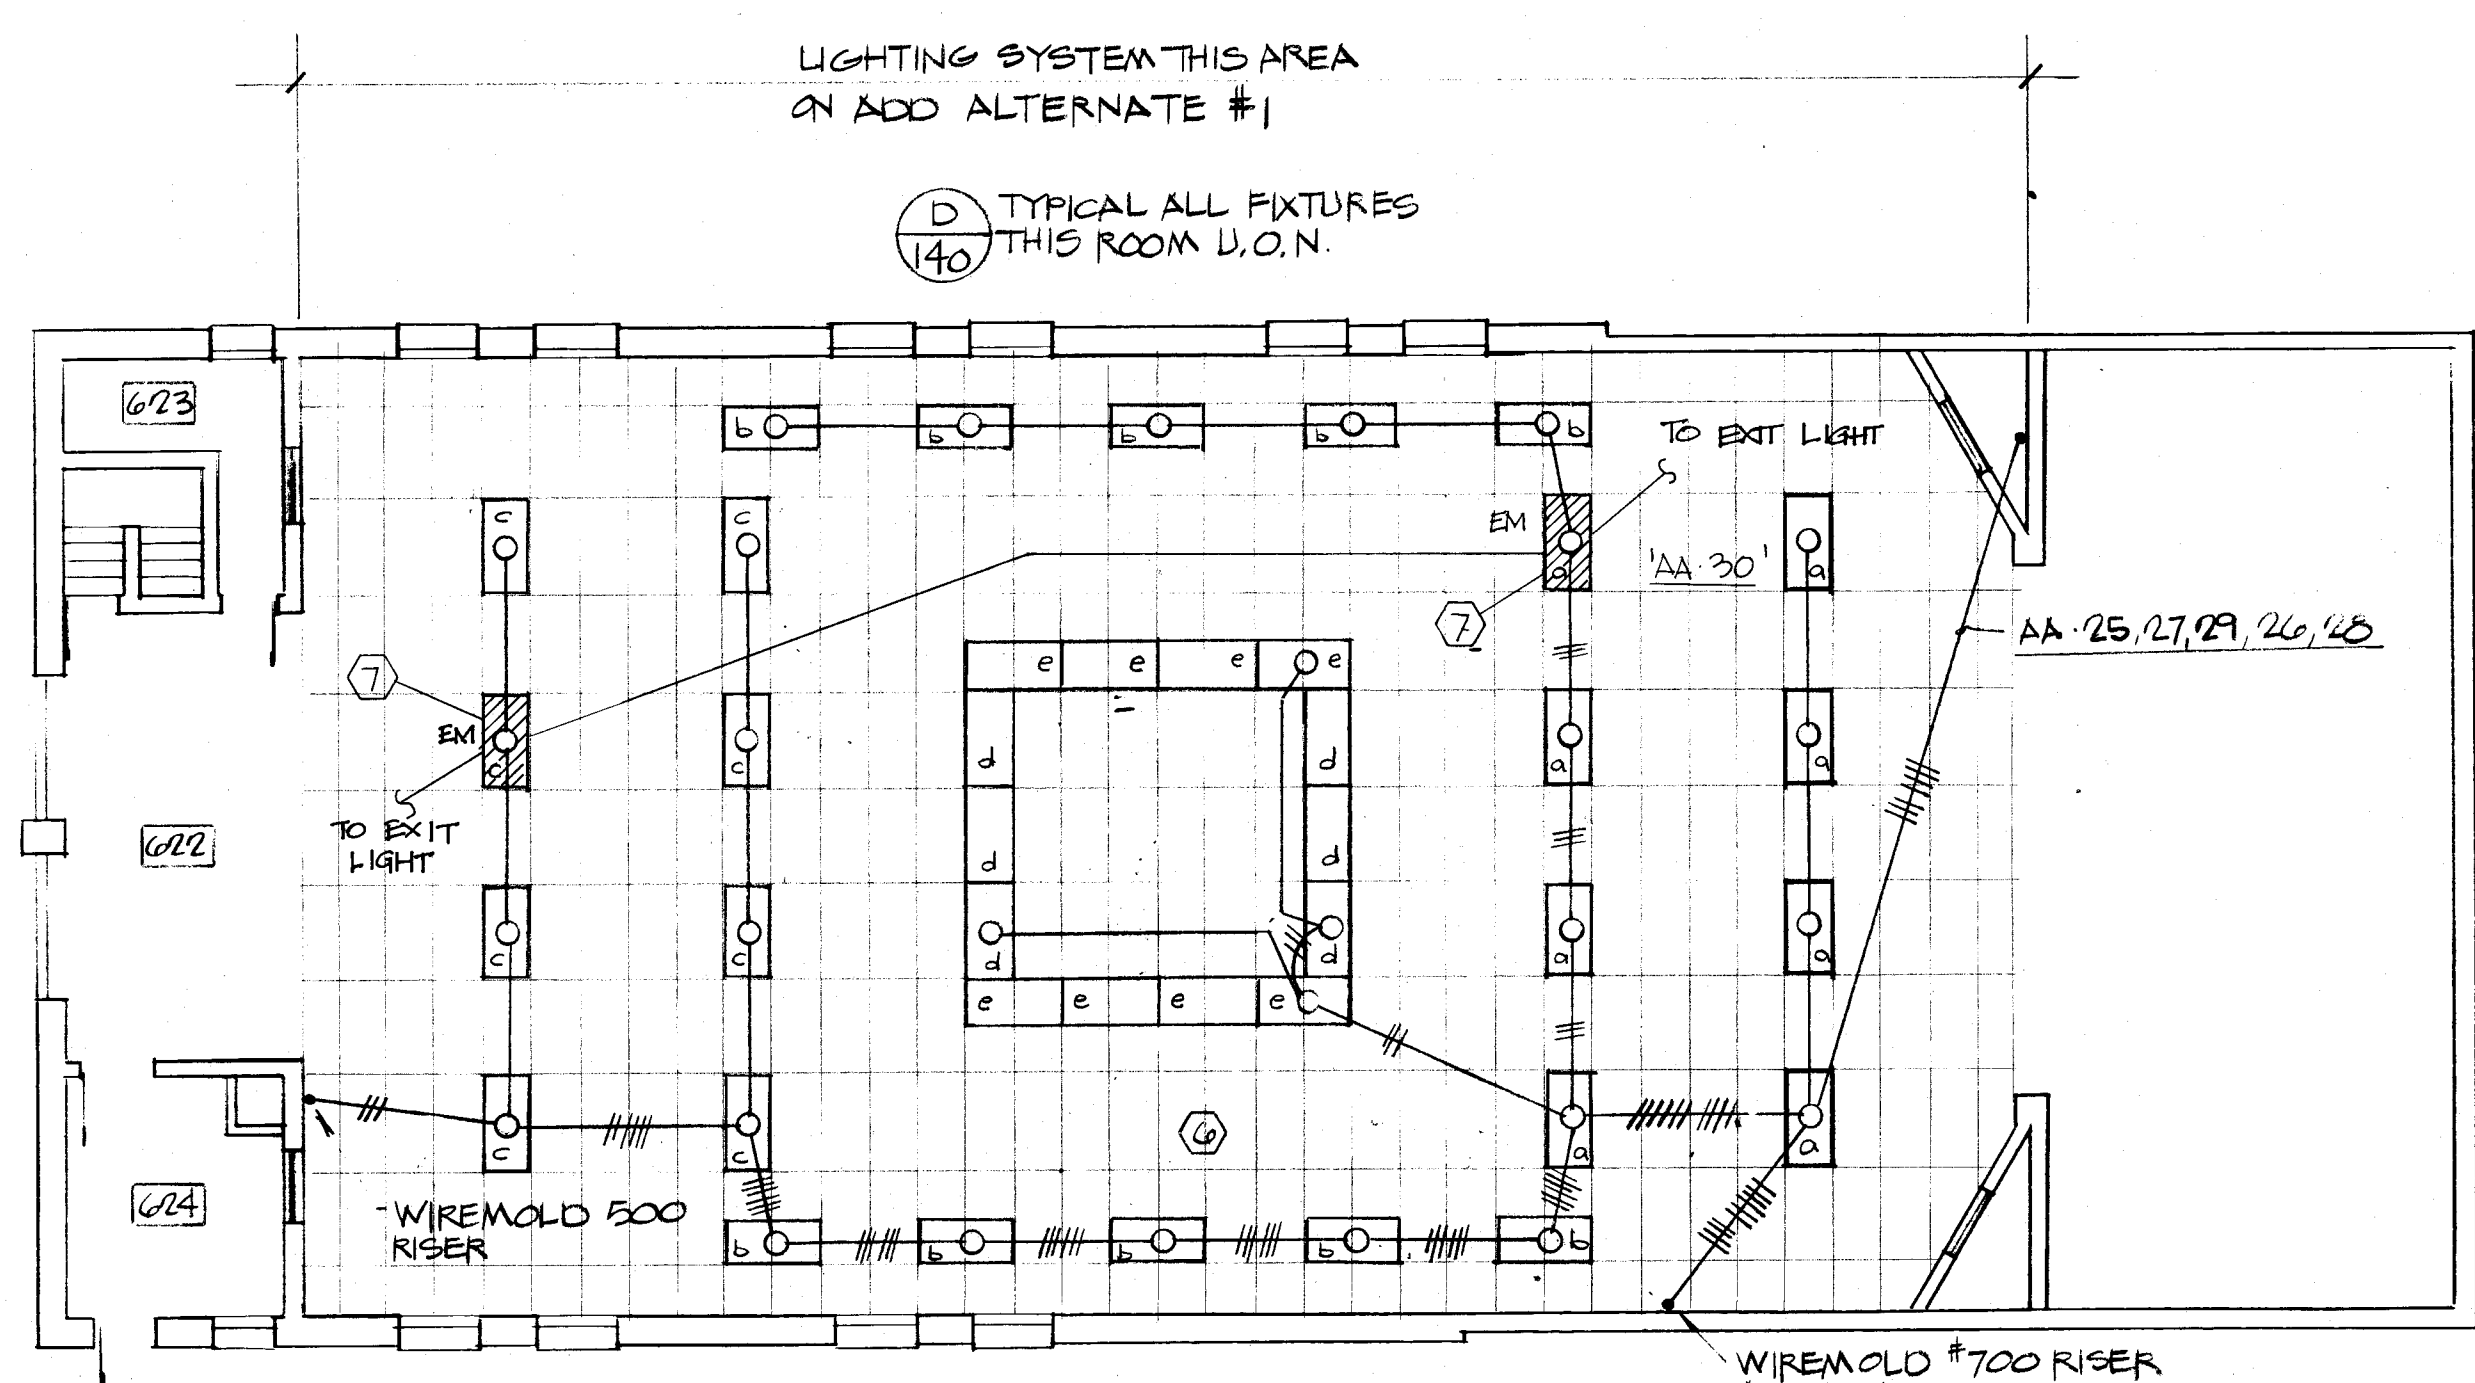 LIGHTING SYSTEM THIS AREA
ON ADD ALTERNATE #1
D
140
TYPICAL ALL FIXTURES
THIS ROOM U.O.N.
623
b b b b b
TO EXIT LIGHT
c c
EM
a
'AA·30'
a
7
AA·25,27,29,26,28
e e e e
7
EM
c
c
d d
a a
TO EXIT
LIGHT
622
d d
c c
d d
a a
e e e e
6
c c
a a
624
- WIREMOLD 500
RISER
b b b b b
WIREMOLD #700 RISER